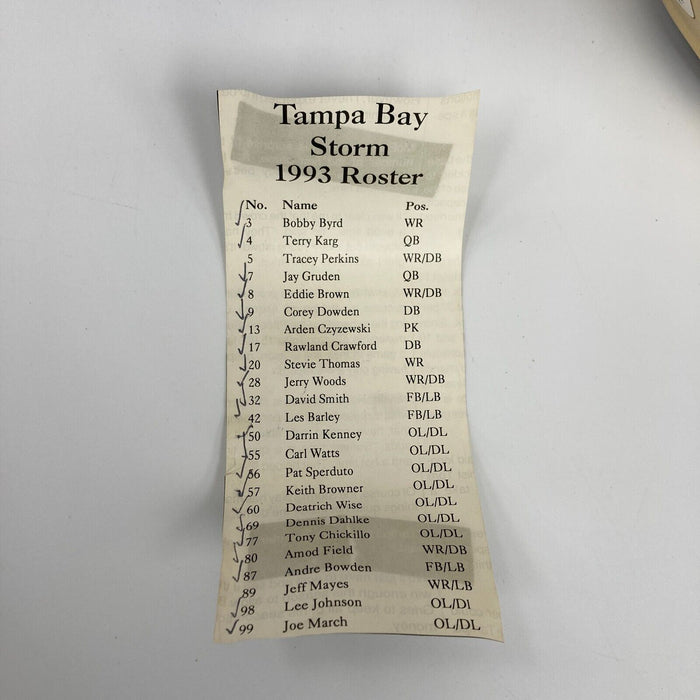 Tampa Bay
Storm
1993 Roster
No. Name Pos.
3 Bobby Byrd WR
4 Terry Karg QB
5 Tracey Perkins WR/DB
7 Jay Gruden QB
8 Eddie Brown WR/DB
9 Corey Dowden DB
13 Arden Czyzewski PK
17 Rawland Crawford DB
20 Stevie Thomas WR
28 Jerry Woods WR/DB
32 David Smith FB/LB
42 Les Barley FB/LB
50 Darrin Kenney OL/DL
55 Carl Watts OL/DL
56 Pat Sperduto OL/DL
57 Keith Browner OL/DL
60 Deatrich Wise OL/DL
69 Dennis Dahlke OL/DL
77 Tony Chickillo OL/DL
80 Amod Field WR/DB
87 Andre Bowden FB/LB
89 Jeff Mayes WR/LB
98 Lee Johnson OL/Dl
99 Joe March OL/DL